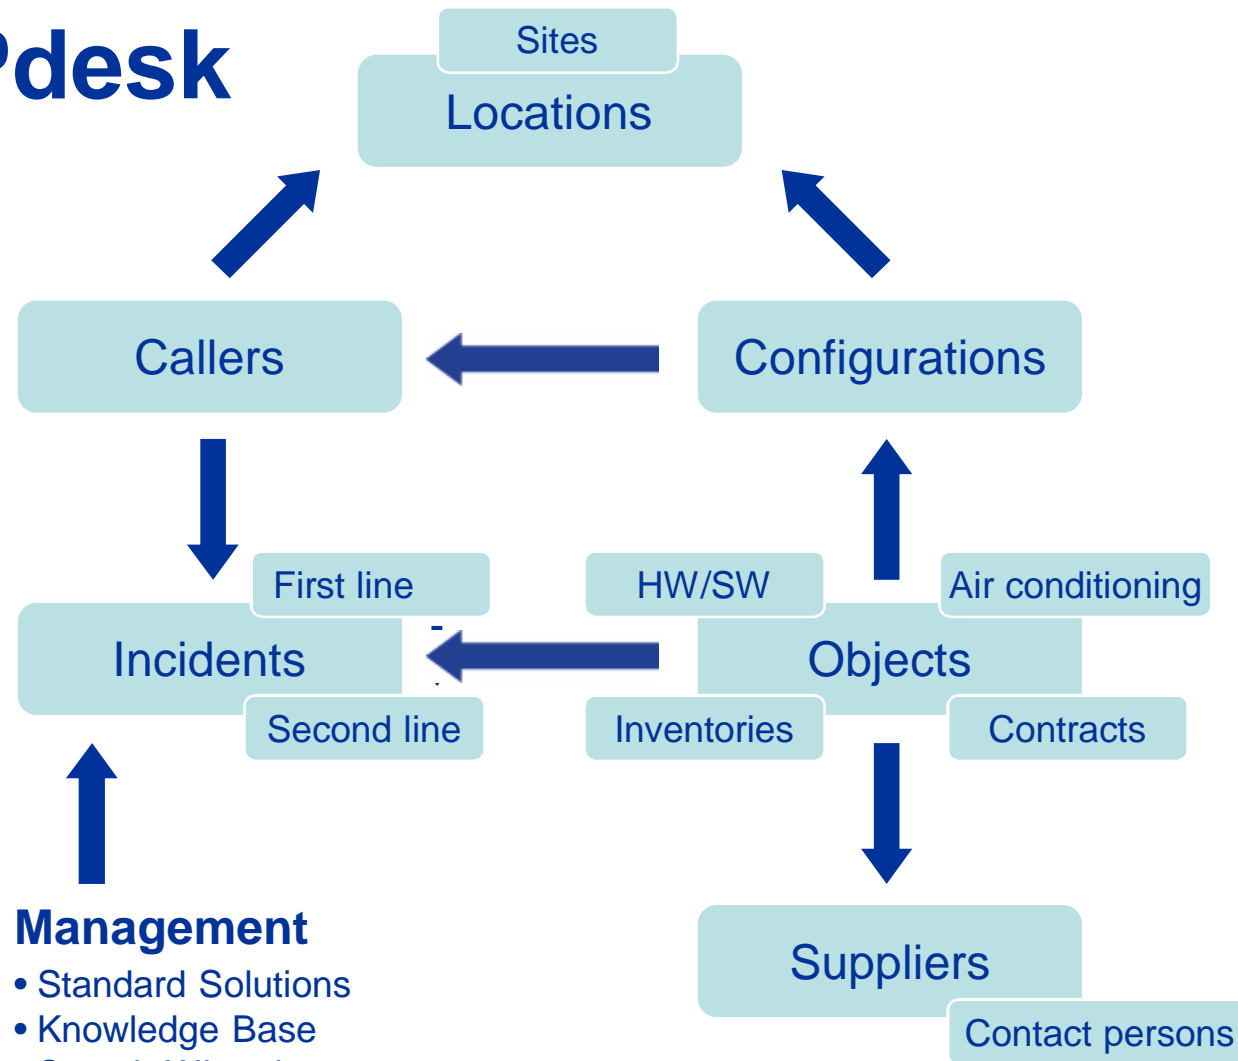 Pdesk
Sites
Locations
Callers
Configurations
First line
HW/SW
Air conditioning
Incidents
Objects
Second line
Inventories
Contracts
Management
• Standard Solutions
• Knowledge Base
Suppliers
Contact persons